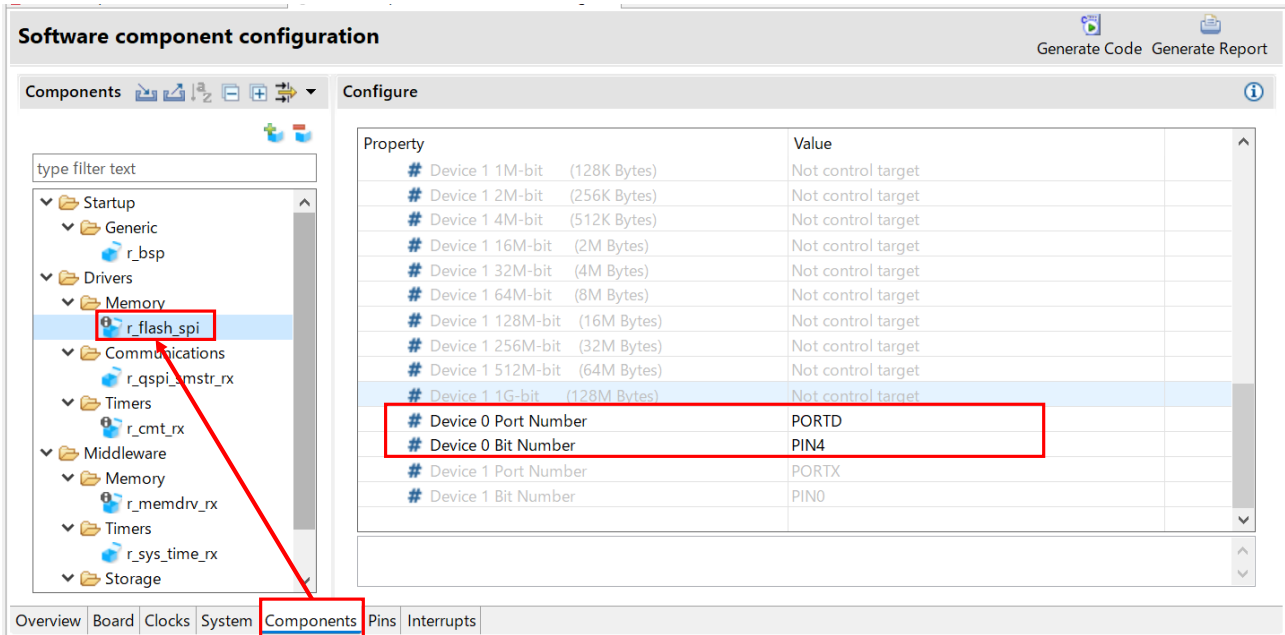 Software component configuration
Generate Code Generate Report
Components
Configure
type filter text
Startup
Generic
r_bsp
Drivers
Memory
r_flash_spi
Communications
r_qspi_smstr_rx
Timers
r_cmt_rx
Middleware
Memory
r_memdrv_rx
Timers
r_sys_time_rx
Storage
Property Value
# Device 1 1M-bit (128K Bytes) Not control target
# Device 1 2M-bit (256K Bytes) Not control target
# Device 1 4M-bit (512K Bytes) Not control target
# Device 1 16M-bit (2M Bytes) Not control target
# Device 1 32M-bit (4M Bytes) Not control target
# Device 1 64M-bit (8M Bytes) Not control target
# Device 1 128M-bit (16M Bytes) Not control target
# Device 1 256M-bit (32M Bytes) Not control target
# Device 1 512M-bit (64M Bytes) Not control target
# Device 1 1G-bit (128M Bytes) Not control target
# Device 0 Port Number PORTD
# Device 0 Bit Number PIN4
# Device 1 Port Number PORTX
# Device 1 Bit Number PIN0
Overview Board Clocks System Components Pins Interrupts